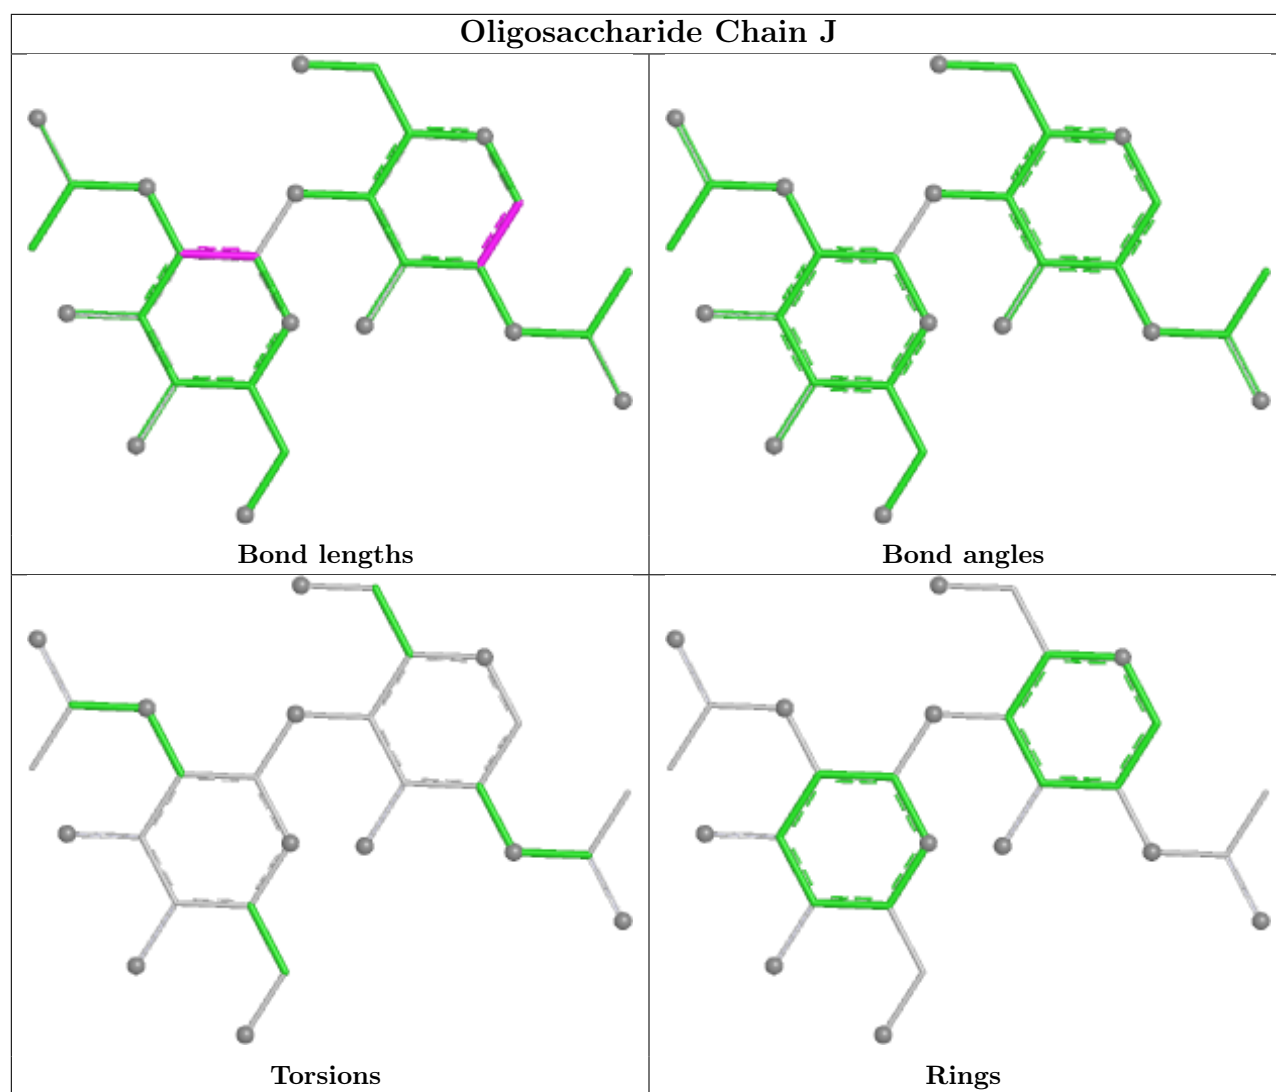 Oligosaccharide Chain J
Bond lengths
Bond angles
Torsions
Rings